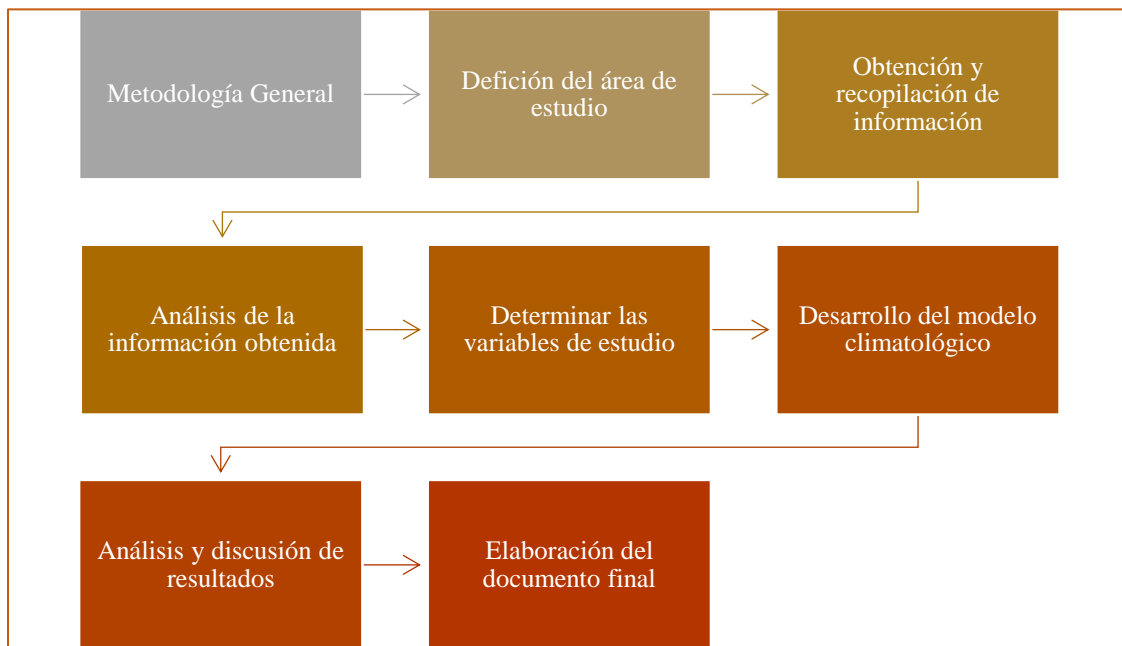 Metodología General
Defición del área de
estudio
Obtención y
recopilación de
información
Análisis de la
información obtenida
Determinar las
variables de estudio
Desarrollo del modelo
climatológico
Análisis y discusión de
resultados
Elaboración del
documento final